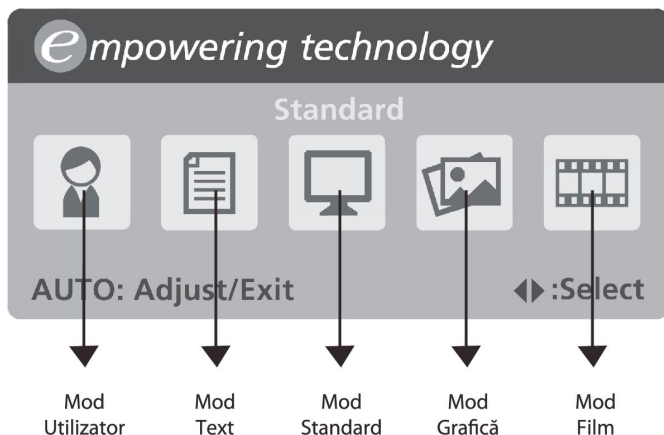 empowering technology
Standard
AUTO: Adjust/Exit
:Select
Mod
Utilizator
Mod
Text
Mod
Standard
Mod
Grafică
Mod
Film